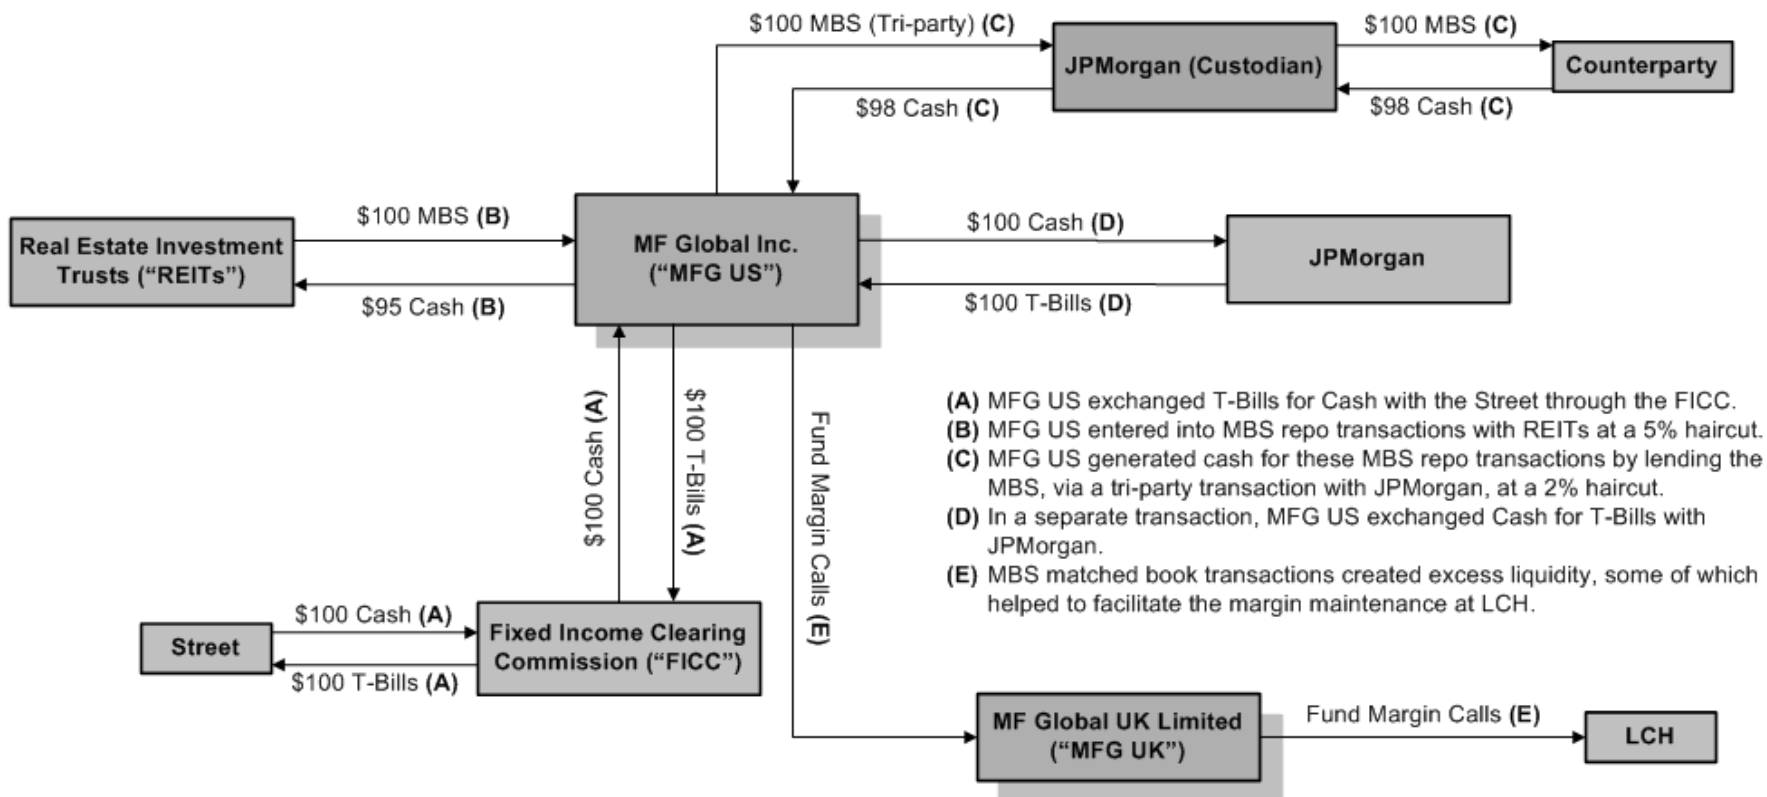 $100 MBS (Tri-party) (C)
$100 MBS (C)
JPMorgan (Custodian)
Counterparty
$98 Cash (C)
$98 Cash (C)
$100 MBS (B)
$100 Cash (D)
Real Estate Investment
Trusts (“REITs”)
MF Global Inc.
(“MFG US”)
JPMorgan
$95 Cash (B)
$100 T-Bills (D)
$100 Cash (A)
$100 T-Bills (A)
Fund Margin Calls (E)
(A) MFG US exchanged T-Bills for Cash with the Street through the FICC.
(B) MFG US entered into MBS repo transactions with REITs at a 5% haircut.
(C) MFG US generated cash for these MBS repo transactions by lending the
MBS, via a tri-party transaction with JPMorgan, at a 2% haircut.
(D) In a separate transaction, MFG US exchanged Cash for T-Bills with
JPMorgan.
(E) MBS matched book transactions created excess liquidity, some of which
helped to facilitate the margin maintenance at LCH.
$100 Cash (A)
Street
Fixed Income Clearing
Commission (“FICC”)
$100 T-Bills (A)
MF Global UK Limited
(“MFG UK”)
Fund Margin Calls (E)
LCH